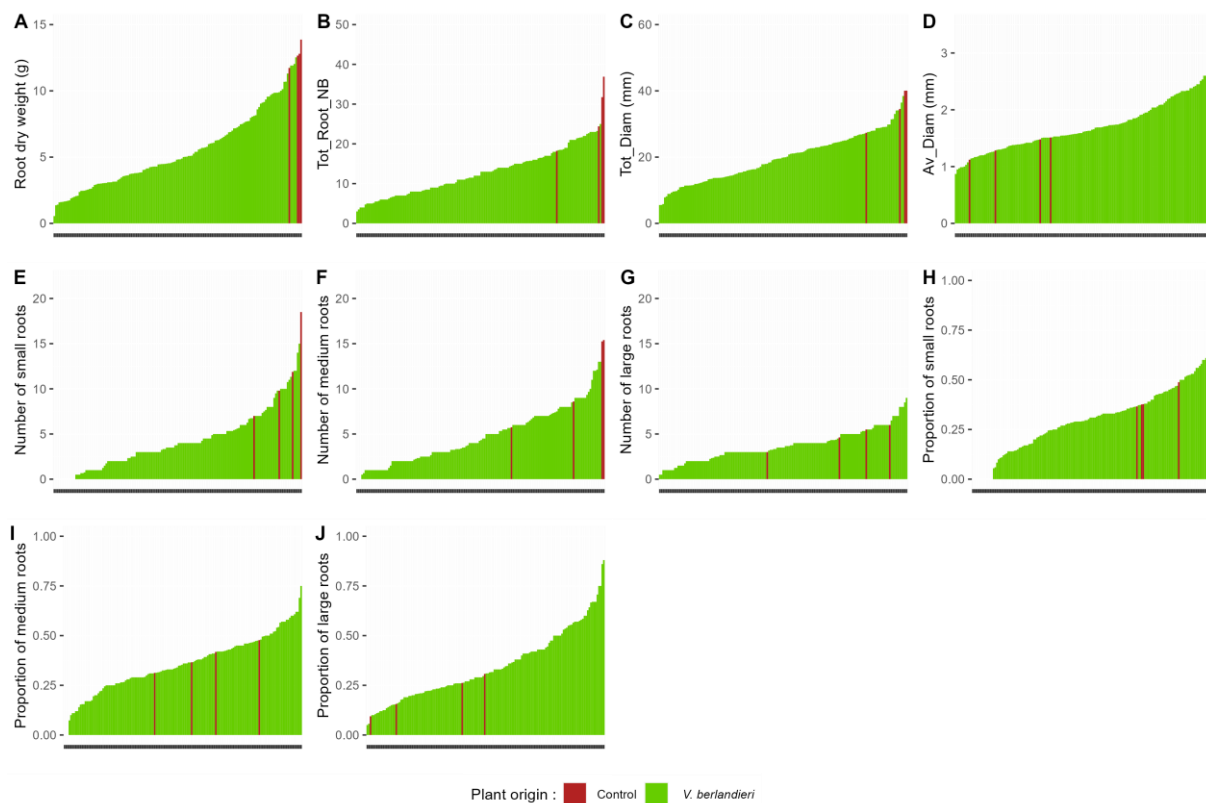 A
B
C
D
Root dry weight (g)
15
10
5
0
Tot_Root_NB
50
40
30
20
10
0
Tot_Diam (mm)
60
40
20
0
Av_Diam (mm)
3
2
1
0
E
F
G
H
Number of small roots
20
15
10
5
0
Number of medium roots
20
15
10
5
0
Number of large roots
20
15
10
5
0
Proportion of small roots
1.00
0.75
0.50
0.25
0.00
I
J
Proportion of medium roots
1.00
0.75
0.50
0.25
0.00
Proportion of large roots
1.00
0.75
0.50
0.25
0.00
Plant origin : Control V. berlandieri